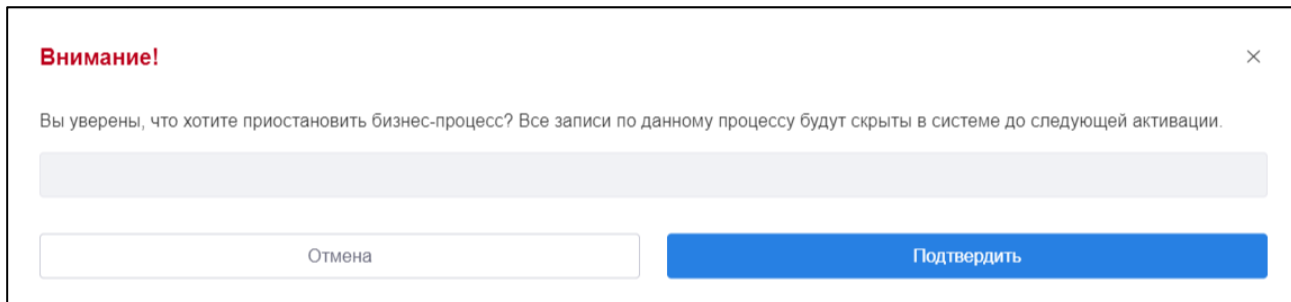 Внимание!
Вы уверены, что хотите приостановить бизнес-процесс? Все записи по данному процессу будут скрыты в системе до следующей активации.
Отмена
Подтвердить